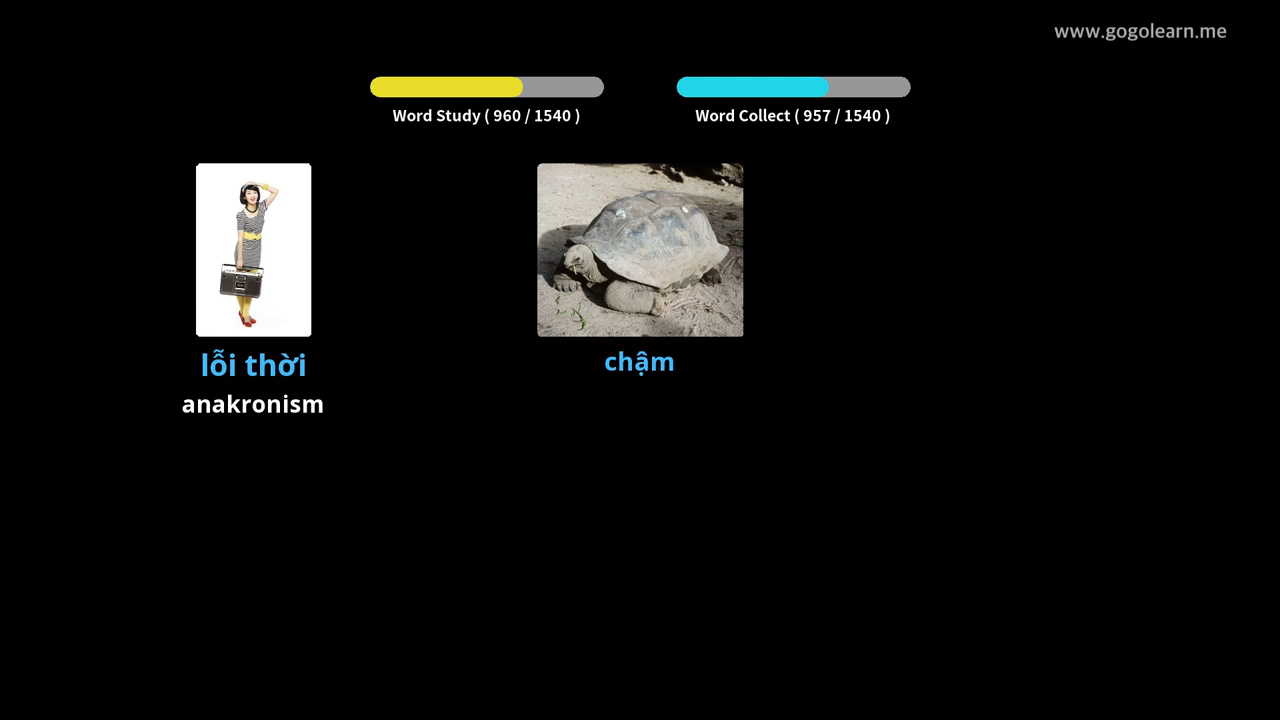 www.gogolearn.me
Word Study ( 960 / 1540 )
Word Collect ( 957 / 1540 )
lỗi thời
chậm
anakronism